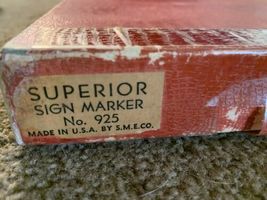 SUPERIOR
SIGN MARKER
No. 925
MADE IN U.S.A. BY S.M.E.CO.